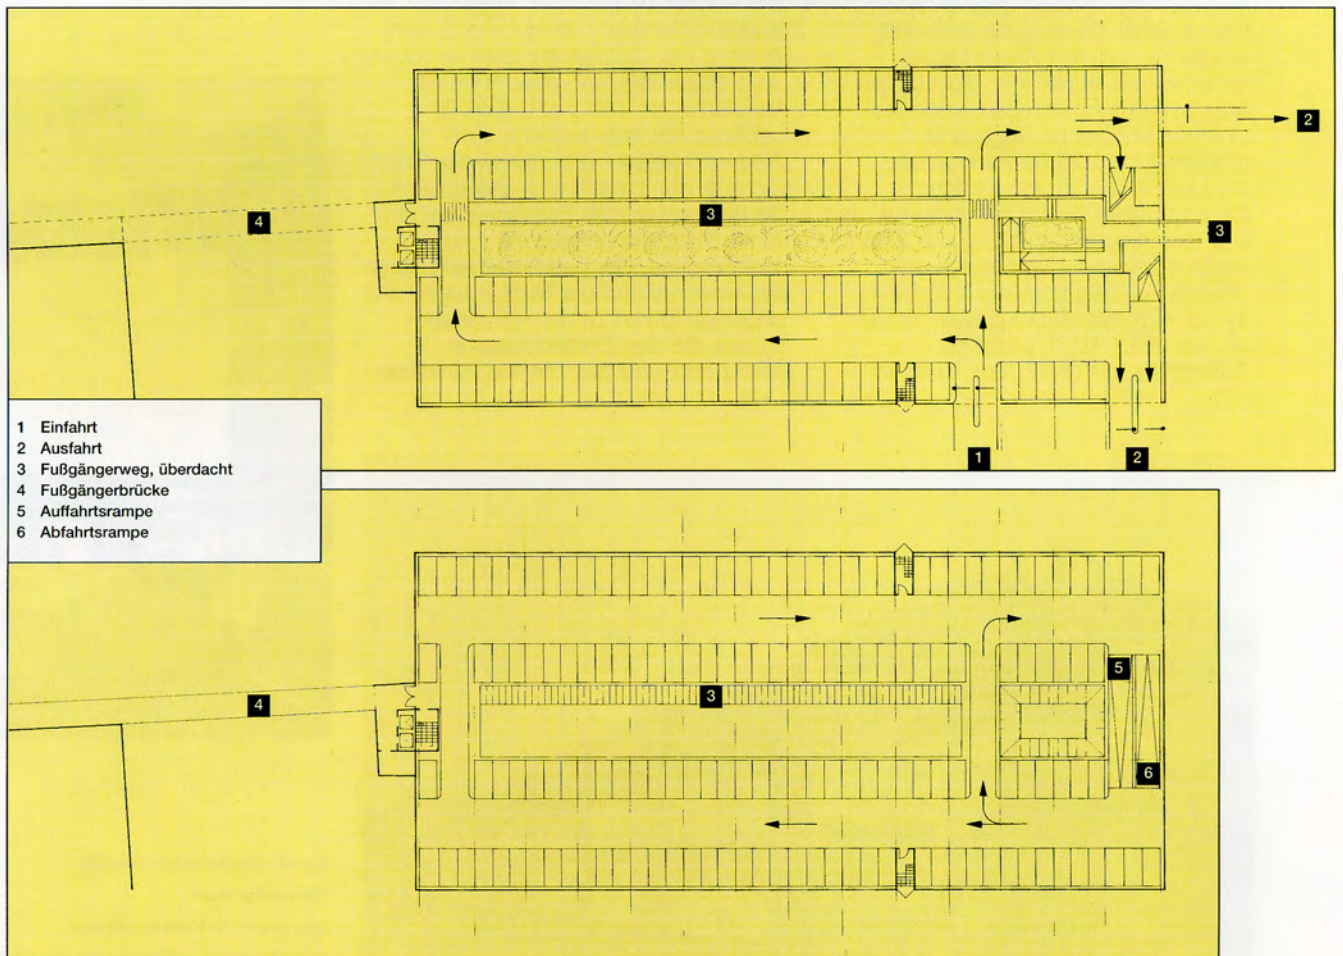 2
4
3
3
1 Einfahrt
2 Ausfahrt
3 Fußgängerweg, überdacht
4 Fußgängerbrücke
5 Auffahrtsrampe
6 Abfahrtsrampe
1
2
5
3
4
6